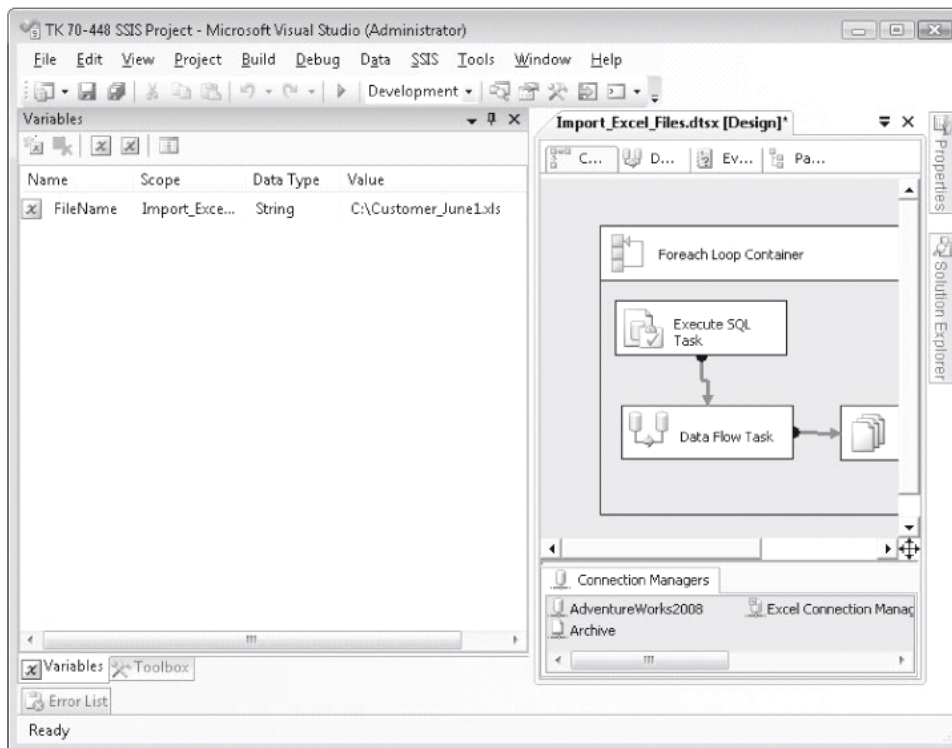 TK 70-448 SSIS Project - Microsoft Visual Studio (Administrator)
File Edit View Project Build Debug Data SSIS Tools Window Help
Development
Variables
Name Scope Data Type Value
FileName Import_Exce... String C:\Customer_June1.xls
Import_Excel_Files.dtsx [Design]*
C... D... Ev... Pa...
Foreach Loop Container
Execute SQL
Task
Data Flow Task
Connection Managers
AdventureWorks2008 Excel Connection Manag
Archive
Properties
Solution Explorer
Variables Toolbox
Error List
Ready